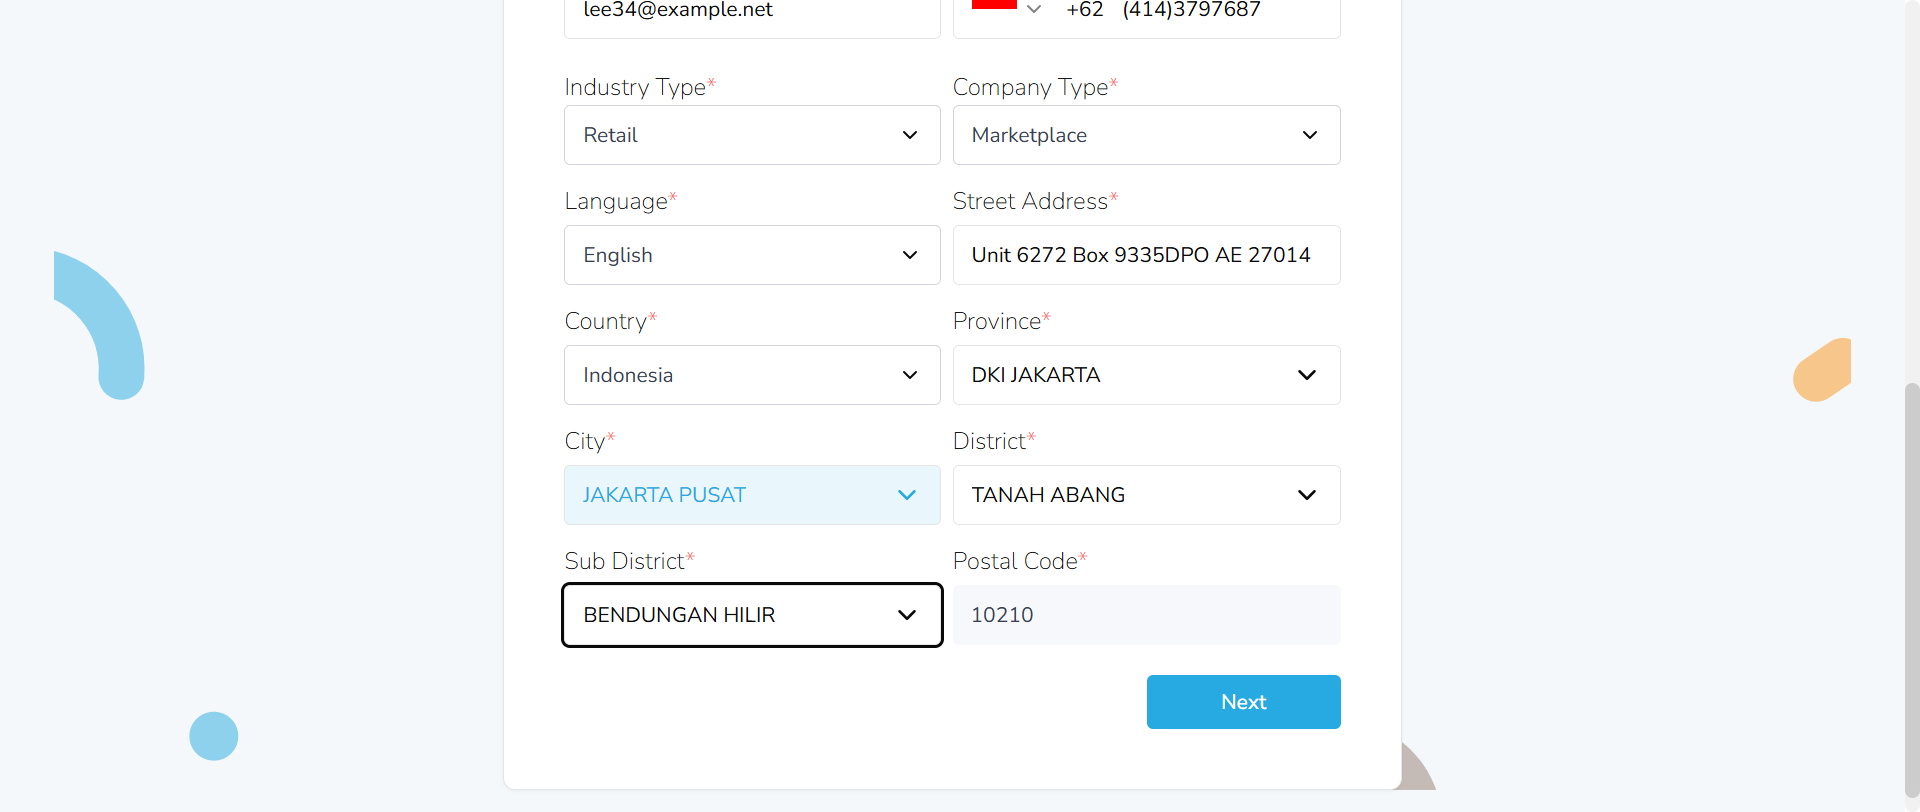 lee34@example.net
+62 (414)3797687
Industry Type*
Company Type*
Retail
Marketplace
Language*
Street Address*
English
Unit 6272 Box 9335DPO AE 27014
Country*
Province*
Indonesia
DKI JAKARTA
City*
District*
JAKARTA PUSAT
TANAH ABANG
Sub District*
Postal Code*
BENDUNGAN HILIR
10210
Next